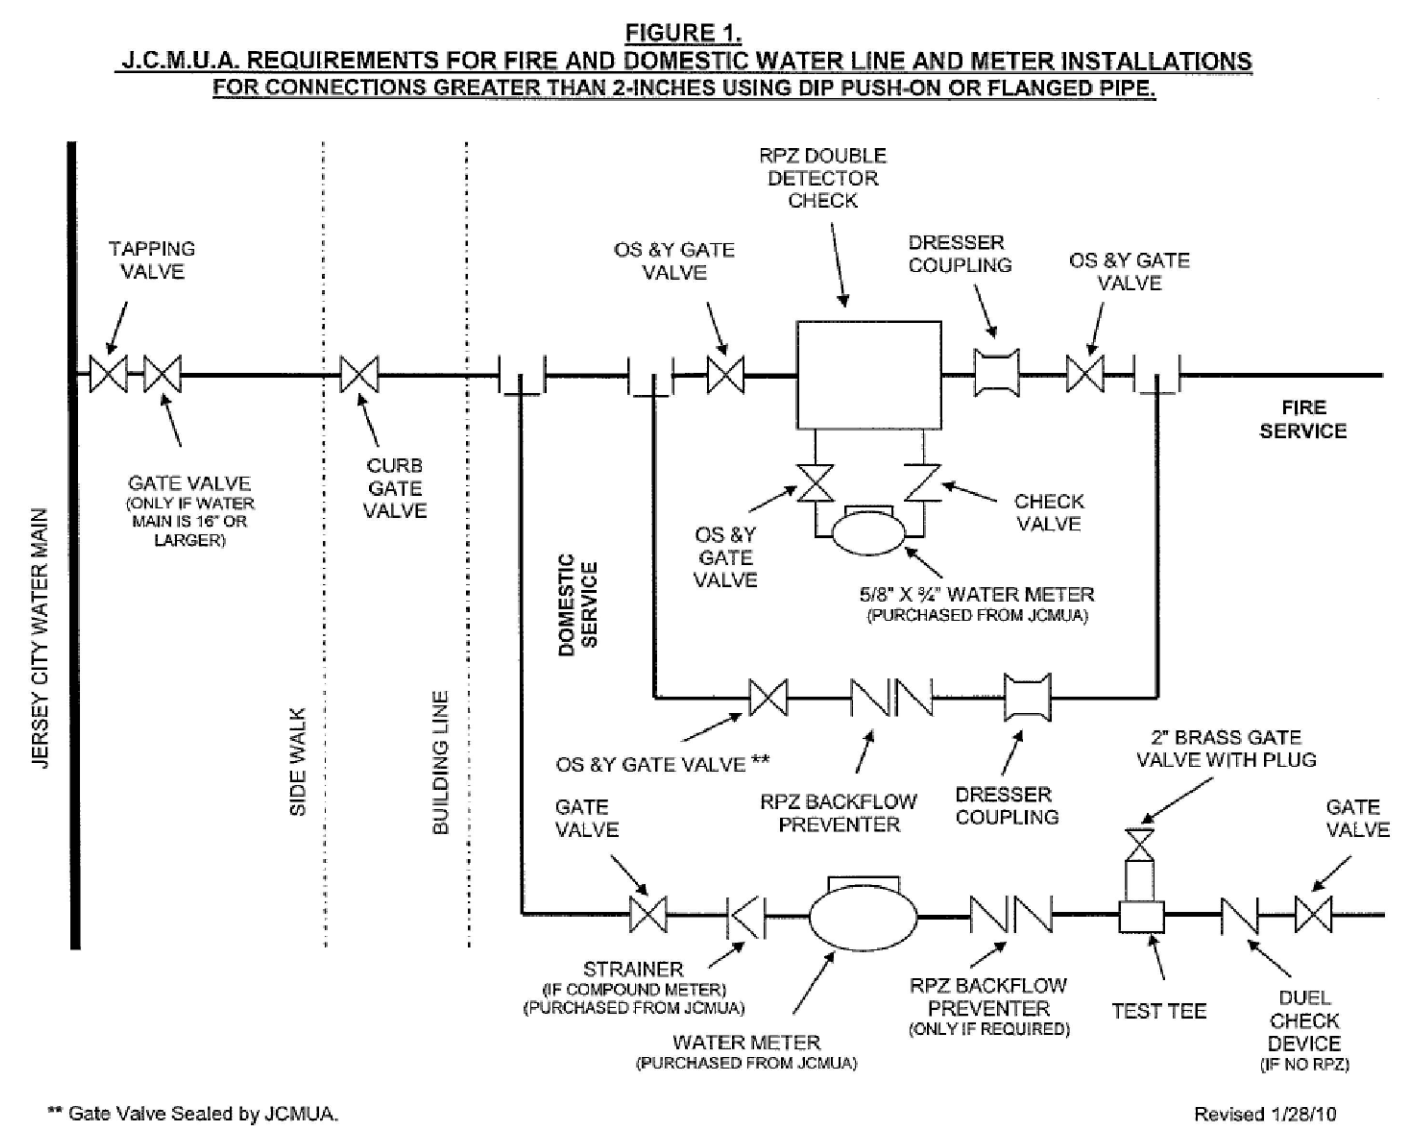 FIGURE 1.
J.C.M.U.A. REQUIREMENTS FOR FIRE AND DOMESTIC WATER LINE AND METER INSTALLATIONS
FOR CONNECTIONS GREATER THAN 2-INCHES USING DIP PUSH-ON OR FLANGED PIPE.
RPZ DOUBLE
DETECTOR
CHECK
TAPPING
VALVE
OS &Y GATE
VALVE
DRESSER
COUPLING
OS &Y GATE
VALVE
FIRE
SERVICE
GATE VALVE
(ONLY IF WATER
MAIN IS 16" OR
LARGER)
CURB
GATE
VALVE
OS &Y
GATE
VALVE
CHECK
VALVE
5/8" X ¾" WATER METER
(PURCHASED FROM JCMUA)
JERSEY CITY WATER MAIN
SIDE WALK
BUILDING LINE
DOMESTIC
SERVICE
OS &Y GATE VALVE **
RPZ BACKFLOW
PREVENTER
DRESSER
COUPLING
2" BRASS GATE
VALVE WITH PLUG
GATE
VALVE
GATE
VALVE
STRAINER
(IF COMPOUND METER)
(PURCHASED FROM JCMUA)
WATER METER
(PURCHASED FROM JCMUA)
RPZ BACKFLOW
PREVENTER
(ONLY IF REQUIRED)
TEST TEE
DUEL
CHECK
DEVICE
(IF NO RPZ)
** Gate Valve Sealed by JCMUA.
Revised 1/28/10